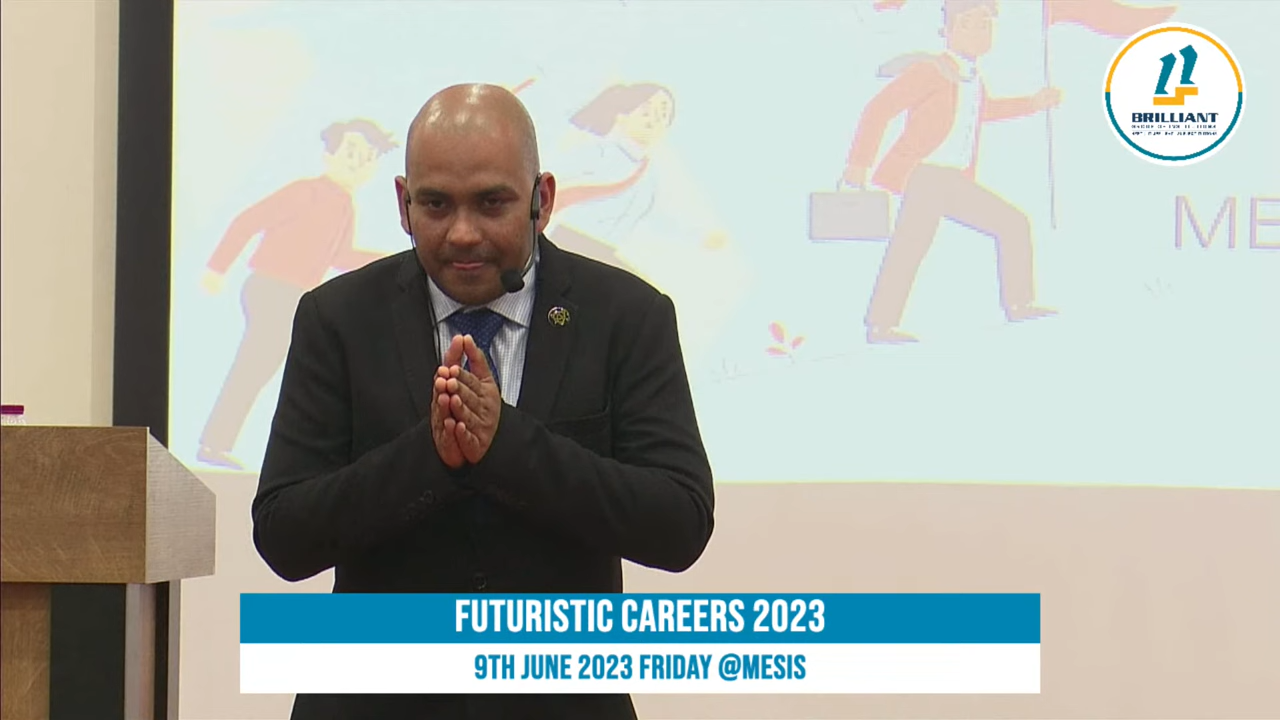 BRILLIANT
ME
FUTURISTIC CAREERS 2023
9TH JUNE 2023 FRIDAY @MESIS